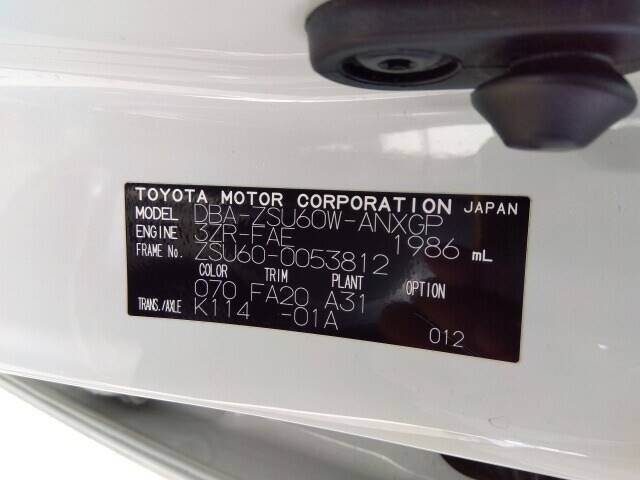 TOYOTA MOTOR CORPORATION JAPAN
MODEL DBA-ZSU60W-ANXGP
ENGINE 3ZR-FAE 1986 mL
FRAME No. ZSU60-0053812
COLOR TRIM PLANT OPTION
070 FA20 A31
TRANS./AXLE K114 -01A
012